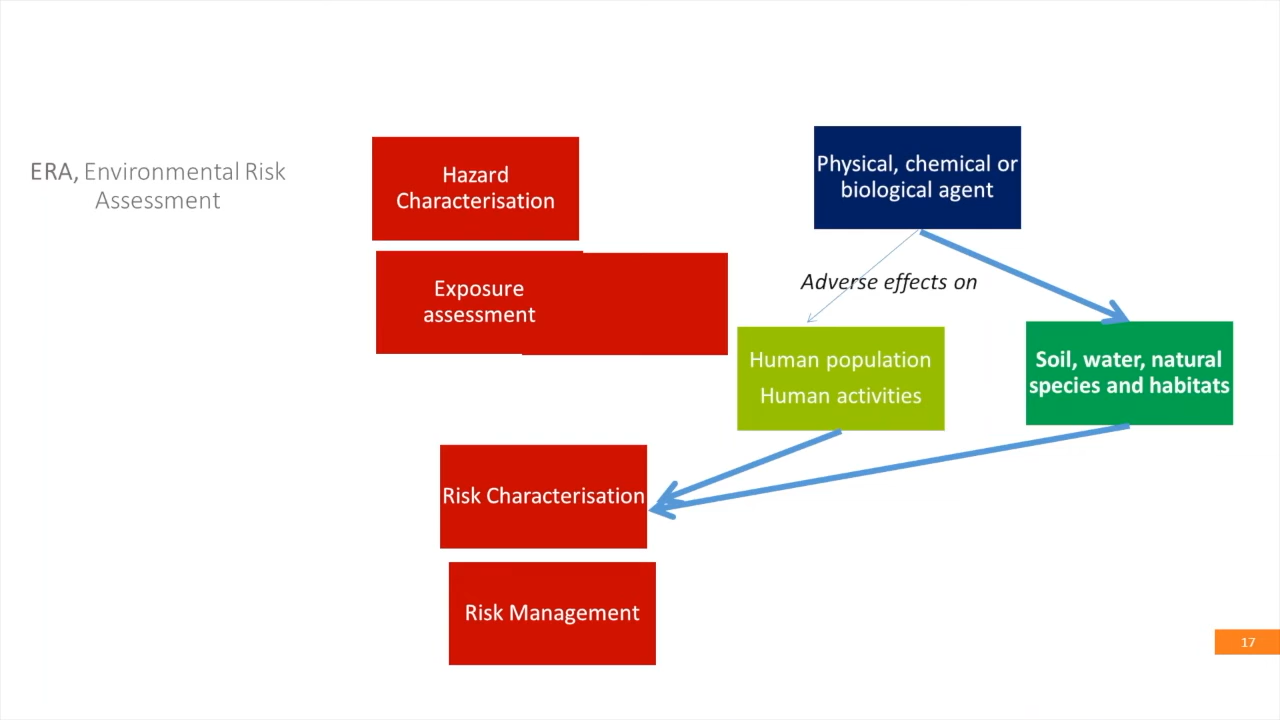 ERA, Environmental Risk
Assessment
Hazard
Characterisation
Exposure
assessment
Physical, chemical or
biological agent
Adverse effects on
Human population
Human activities
Soil, water, natural
species and habitats
Risk Characterisation
Risk Management
17